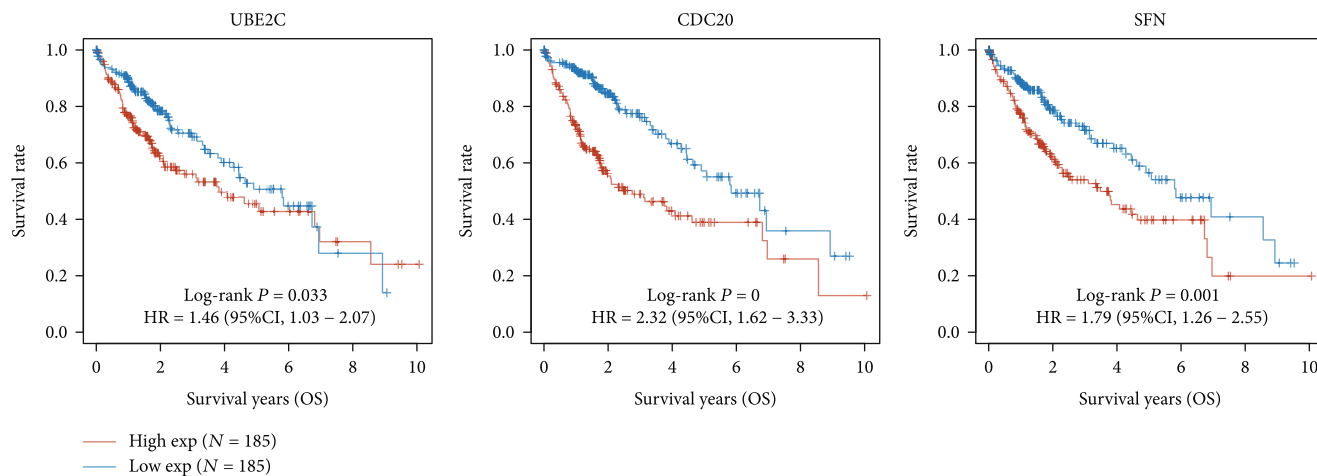 UBE2C
1.0
0.8
0.6
0.4
0.2
0.0
Survival rate
Log-rank P = 0.033
HR = 1.46 (95%CI, 1.03 − 2.07)
0 2 4 6 8 10
Survival years (OS)
CDC20
1.0
0.8
0.6
0.4
0.2
0.0
Survival rate
Log-rank P = 0
HR = 2.32 (95%CI, 1.62 − 3.33)
0 2 4 6 8 10
Survival years (OS)
SFN
1.0
0.8
0.6
0.4
0.2
0.0
Survival rate
Log-rank P = 0.001
HR = 1.79 (95%CI, 1.26 − 2.55)
0 2 4 6 8 10
Survival years (OS)
High exp (N = 185)
Low exp (N = 185)